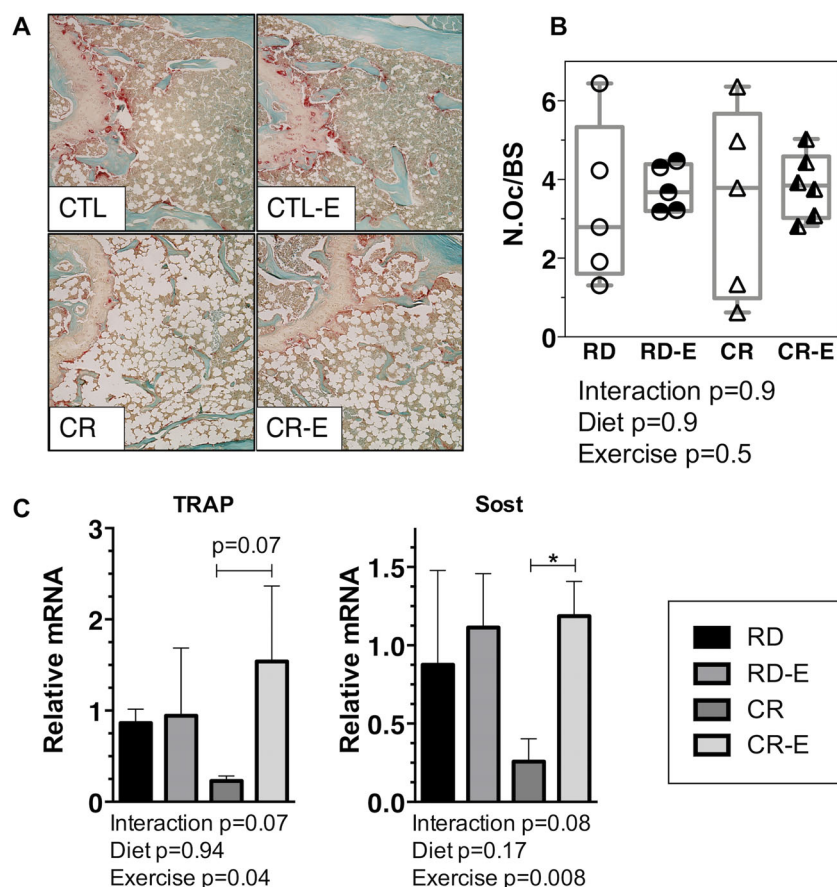 A
CTL
CTL-E
CR
CR-E
B
N.Oc/BS
6
4
2
0
RD RD-E CR CR-E
Interaction p=0.9
Diet p=0.9
Exercise p=0.5
C
TRAP
Relative mRNA
3
2
1
0
p=0.07
Interaction p=0.07
Diet p=0.94
Exercise p=0.04
Sost
Relative mRNA
1.5
1.0
0.5
0.0
*
Interaction p=0.08
Diet p=0.17
Exercise p=0.008
RD
RD-E
CR
CR-E